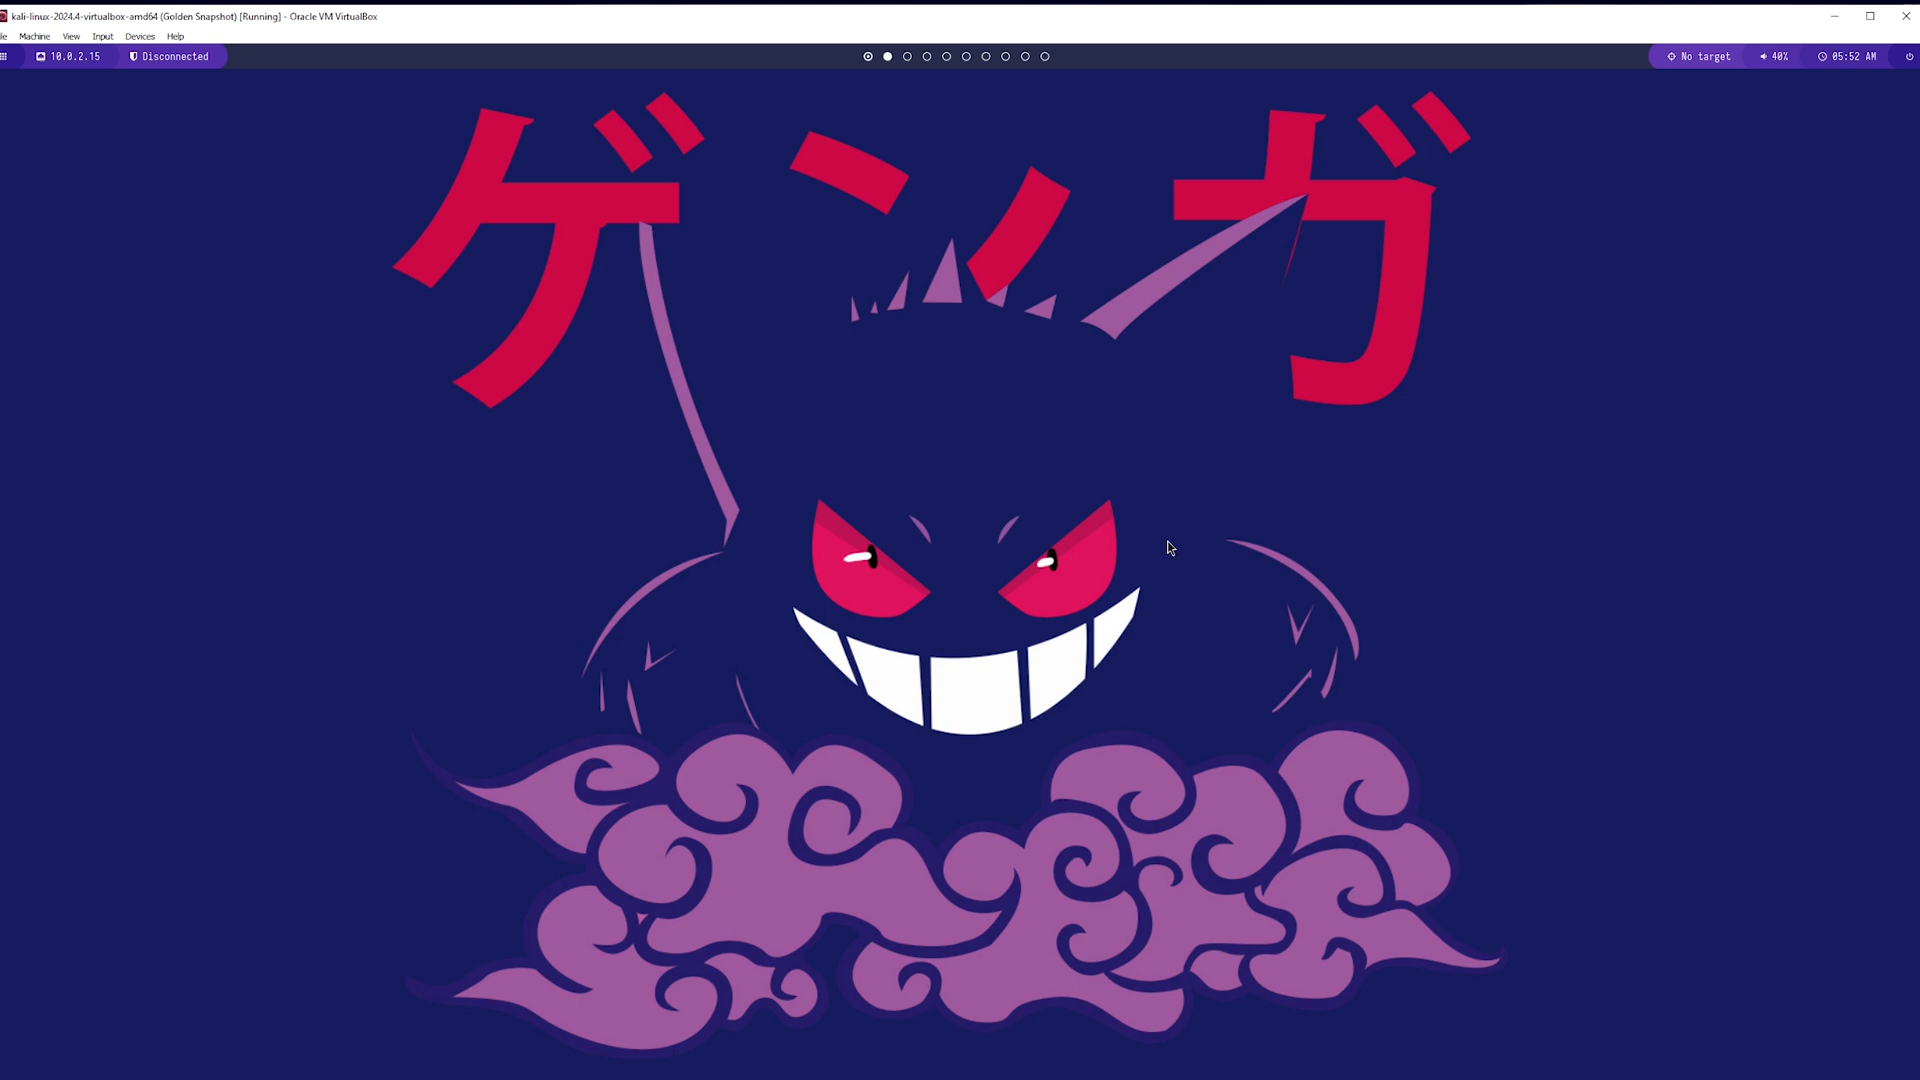 kali-linux-2024.4-virtualbox-amd64 (Golden Snapshot) [Running] - Oracle VM VirtualBox
Machine View Input Devices Help
10.0.2.15 Disconnected No target 40% 05:52 AM
ゲンガ